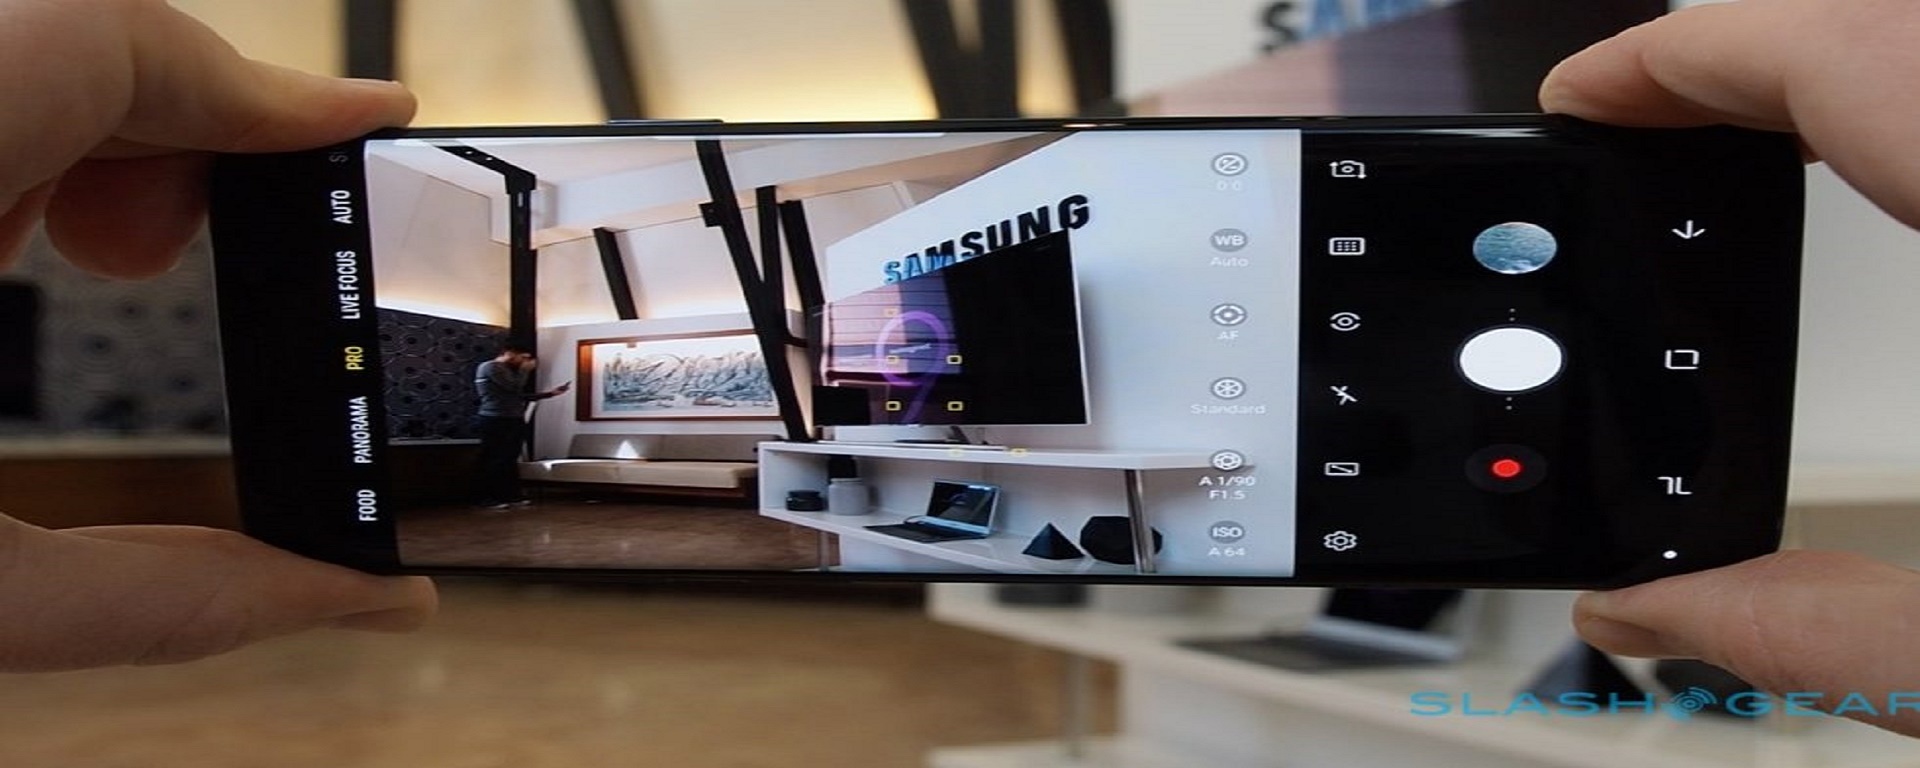 SAM
AUTO
LIVE FOCUS
PRO
PANORAMA
FOOD
SAMSUNG
0.0
WB
Auto
AF
Standard
A 1/90
F1.5
ISO
A 64
SLASHGEAR